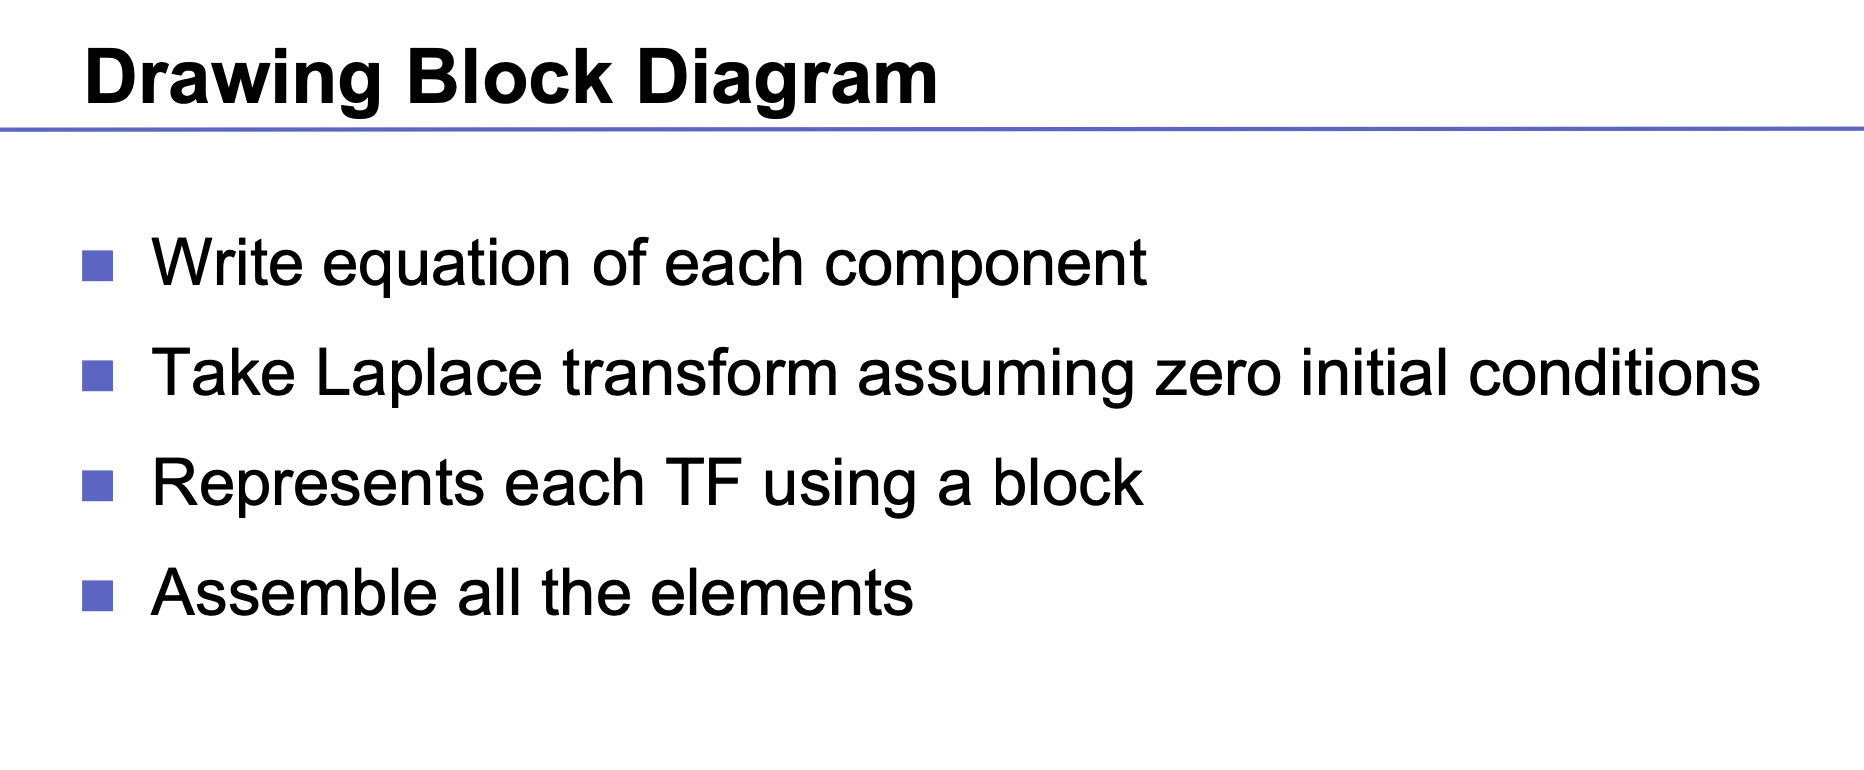 Drawing Block Diagram
Write equation of each component
Take Laplace transform assuming zero initial conditions
Represents each TF using a block
Assemble all the elements